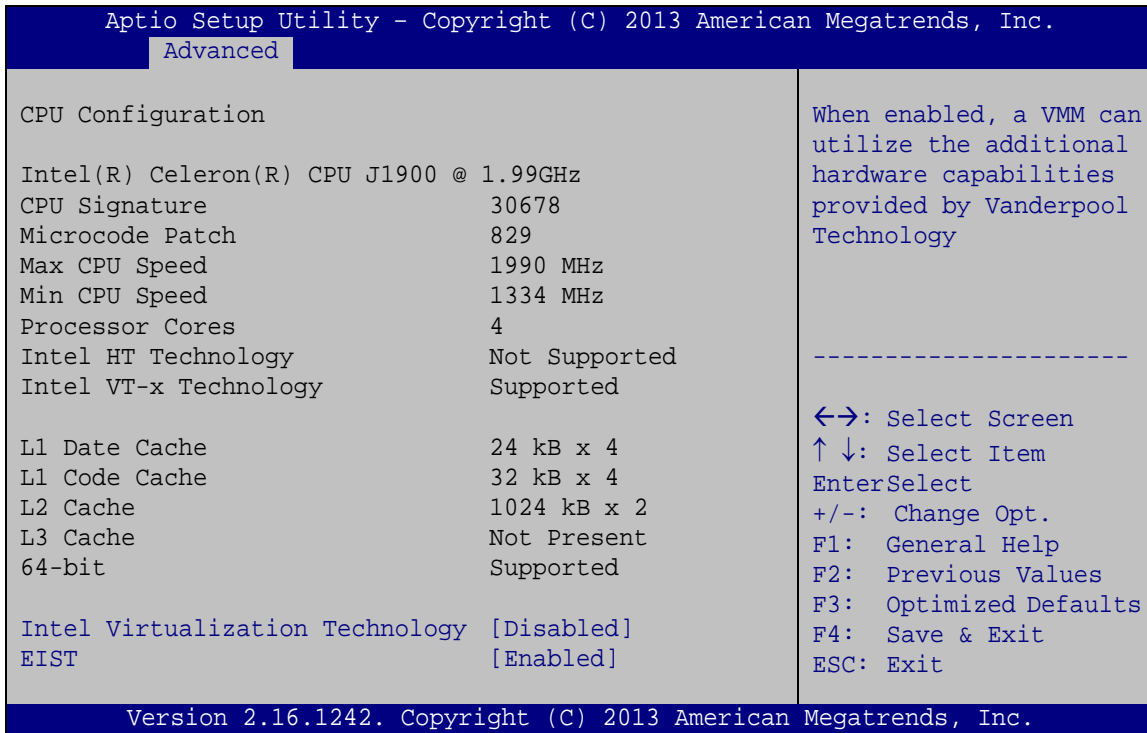 Aptio Setup Utility – Copyright (C) 2013 American Megatrends, Inc.
Advanced
CPU Configuration
Intel(R) Celeron(R) CPU J1900 @ 1.99GHz
CPU Signature 30678
Microcode Patch 829
Max CPU Speed 1990 MHz
Min CPU Speed 1334 MHz
Processor Cores 4
Intel HT Technology Not Supported
Intel VT-x Technology Supported
L1 Date Cache 24 kB x 4
L1 Code Cache 32 kB x 4
L2 Cache 1024 kB x 2
L3 Cache Not Present
64-bit Supported
Intel Virtualization Technology [Disabled]
EIST [Enabled]
When enabled, a VMM can
utilize the additional
hardware capabilities
provided by Vanderpool
Technology
----------------------
←→: Select Screen
↑ ↓: Select Item
EnterSelect
+/-: Change Opt.
F1: General Help
F2: Previous Values
F3: Optimized Defaults
F4: Save & Exit
ESC: Exit
Version 2.16.1242. Copyright (C) 2013 American Megatrends, Inc.